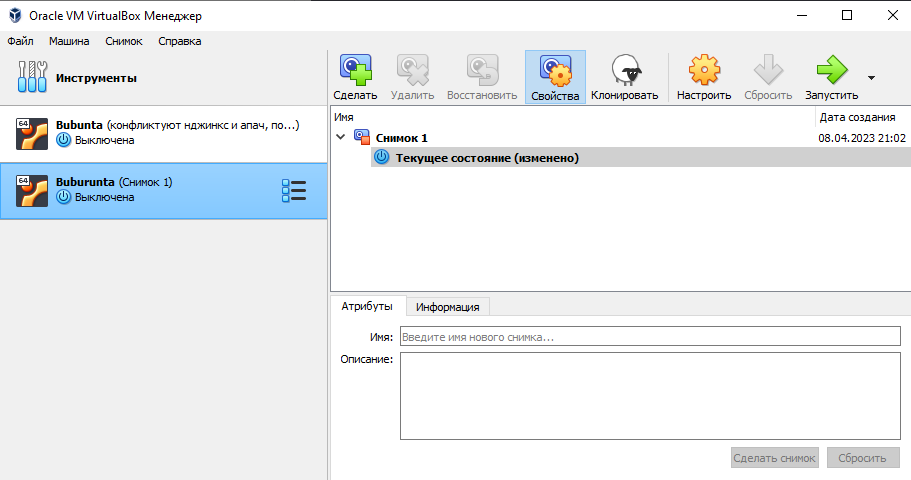 Oracle VM VirtualBox Менеджер
Файл Машина Снимок Справка
Инструменты
Сделать Удалить Восстановить Свойства Клонировать Настроить Сбросить Запустить
64 Bubunta (конфликтуют нджинкс и апач, по...)
Выключена
64 Buburunta (Снимок 1)
Выключена
Имя Дата создания
Снимок 1 08.04.2023 21:02
Текущее состояние (изменено)
Атрибуты Информация
Имя: Введите имя нового снимка...
Описание:
Сделать снимок Сбросить